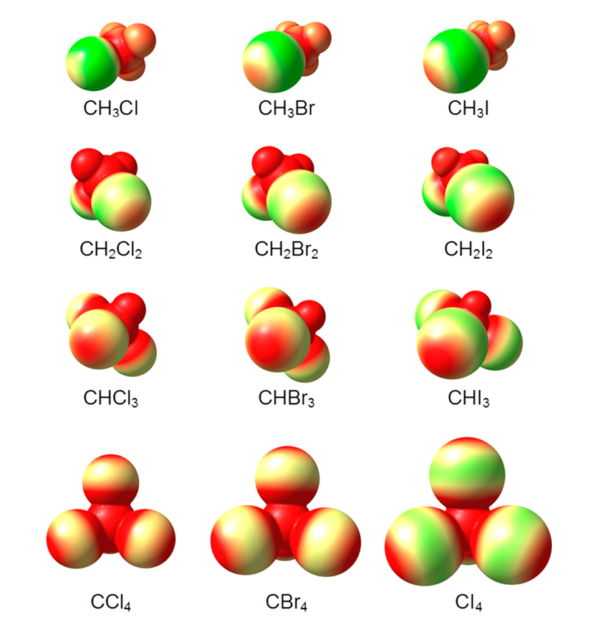 CH₃Cl CH₃Br CH₃I
CH₂Cl₂ CH₂Br₂ CH₂I₂
CHCl₃ CHBr₃ CHI₃
CCl₄ CBr₄ CI₄